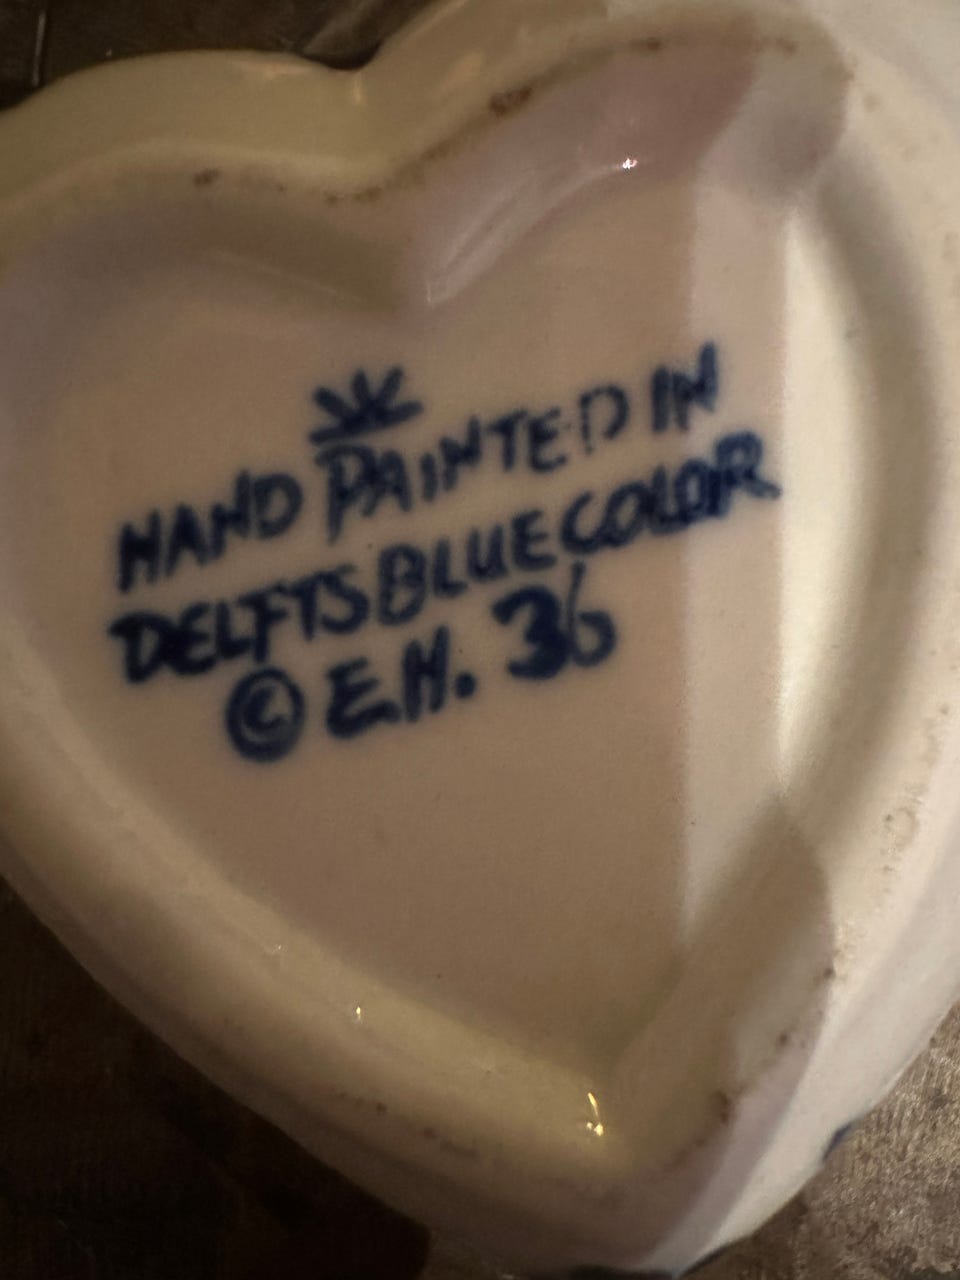 HAND PAINTED IN
DELFTS BLUE COLOR
© E.H. 36